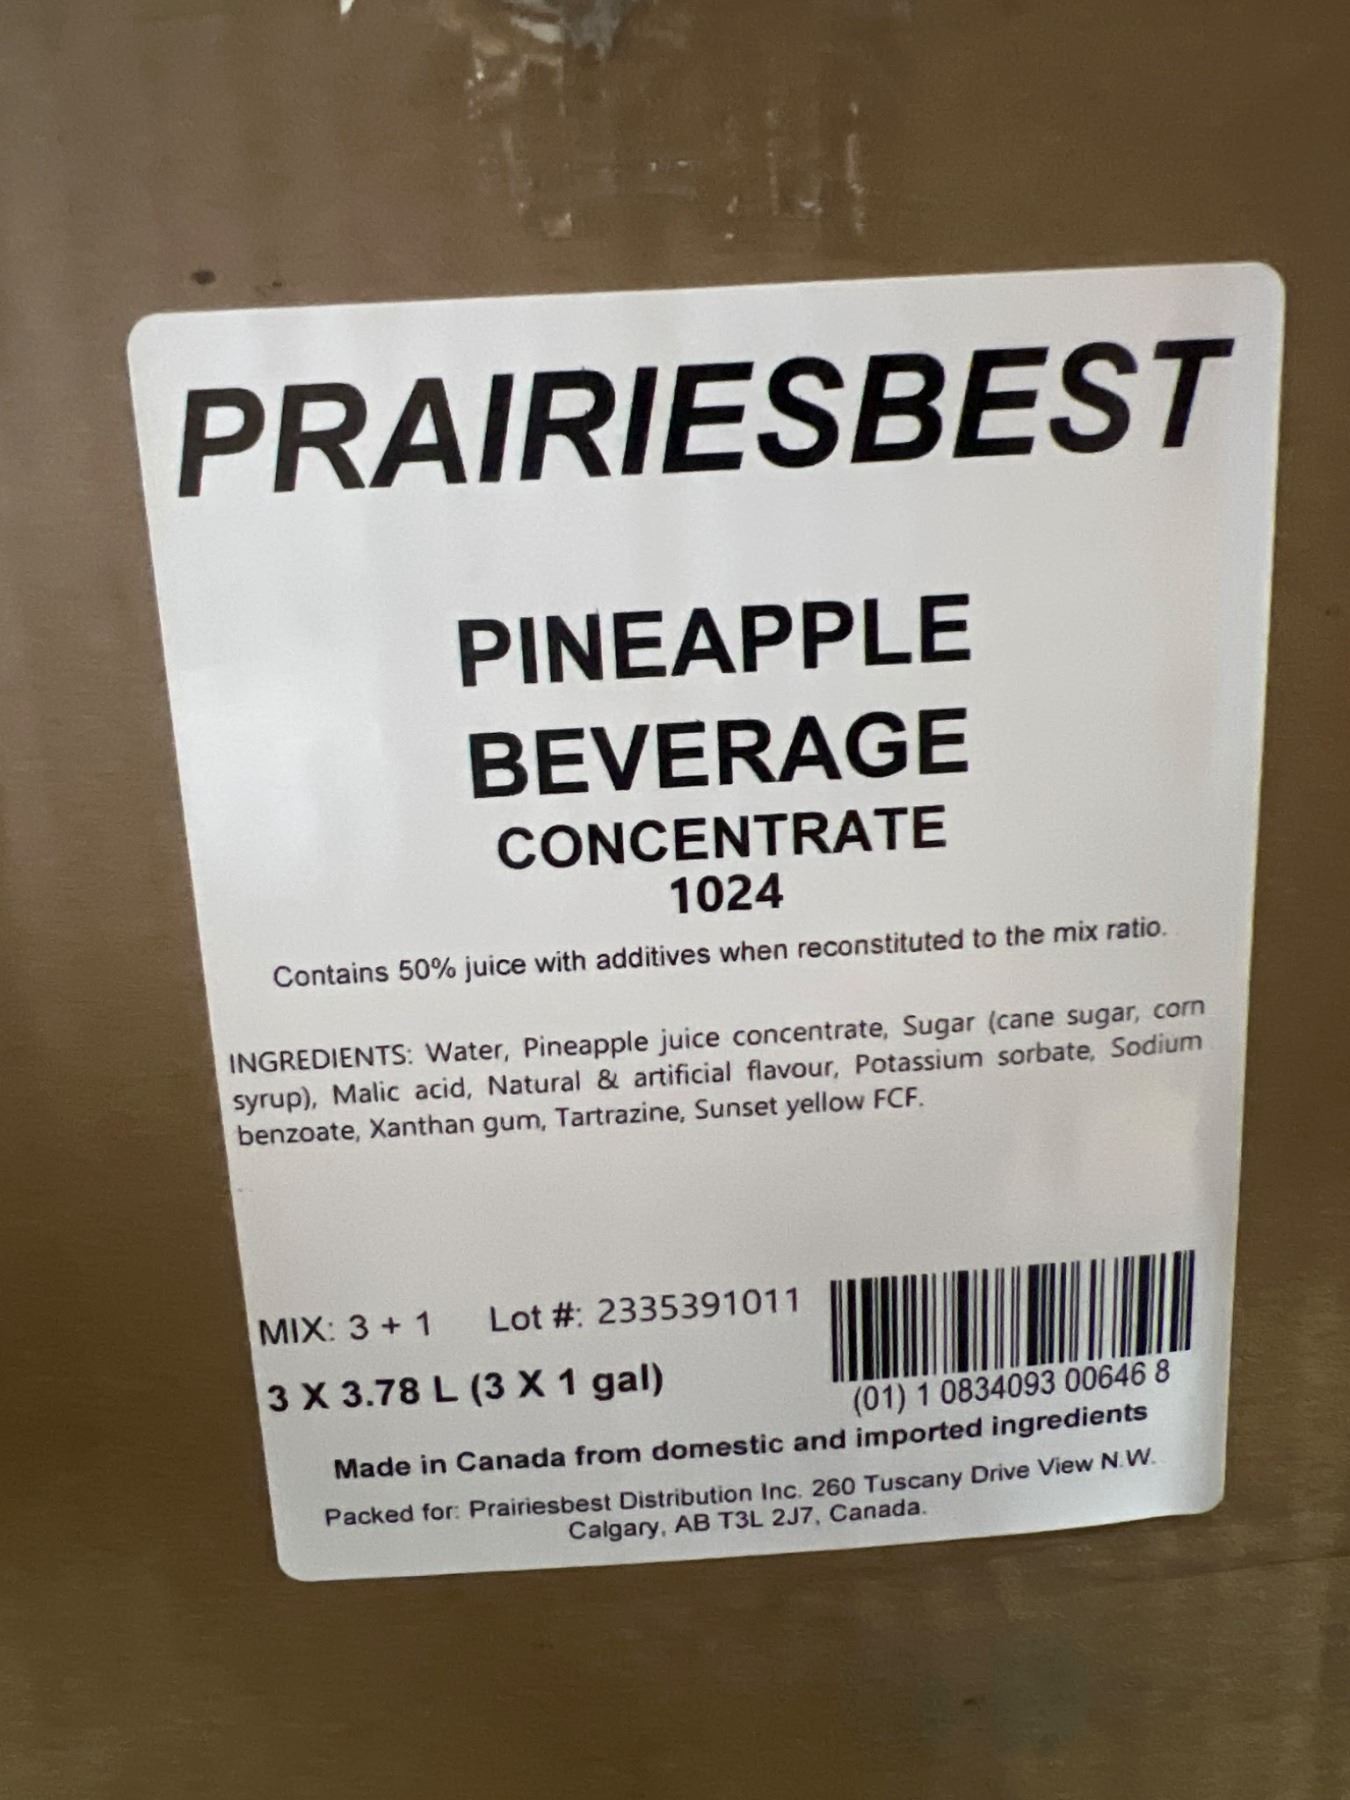 PRAIRIESBEST
PINEAPPLE
BEVERAGE
CONCENTRATE
1024
Contains 50% juice with additives when reconstituted to the mix ratio.
INGREDIENTS: Water, Pineapple juice concentrate, Sugar (cane sugar, corn
syrup), Malic acid, Natural & artificial flavour, Potassium sorbate, Sodium
benzoate, Xanthan gum, Tartrazine, Sunset yellow FCF.
MIX: 3 + 1 Lot #: 2335391011
3 X 3.78 L (3 X 1 gal)
(01) 1 0834093 00646 8
Made in Canada from domestic and imported ingredients
Packed for: Prairiesbest Distribution Inc. 260 Tuscany Drive View N.W.
Calgary, AB T3L 2J7, Canada.